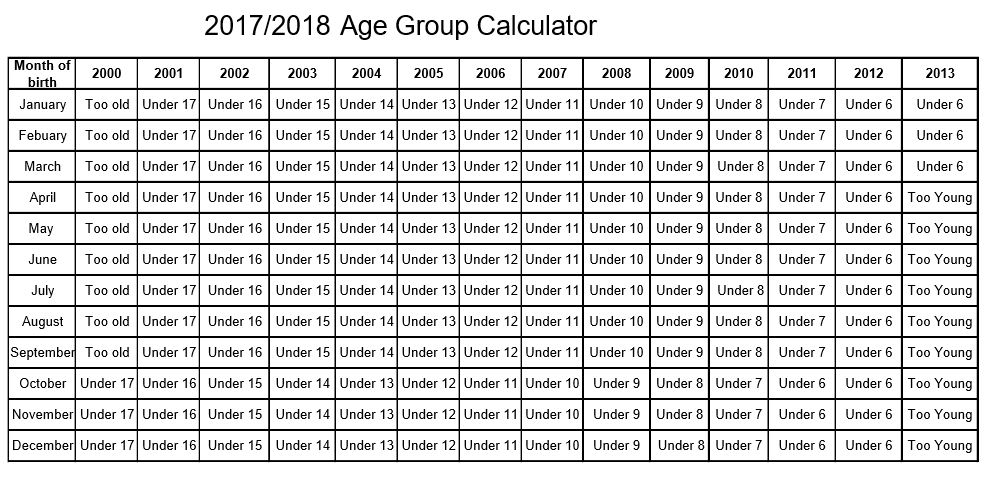 2017/2018 Age Group Calculator
Month of birth 2000 2001 2002 2003 2004 2005 2006 2007 2008 2009 2010 2011 2012 2013
January Too old Under 17 Under 16 Under 15 Under 14 Under 13 Under 12 Under 11 Under 10 Under 9 Under 8 Under 7 Under 6 Under 6
Febuary Too old Under 17 Under 16 Under 15 Under 14 Under 13 Under 12 Under 11 Under 10 Under 9 Under 8 Under 7 Under 6 Under 6
March Too old Under 17 Under 16 Under 15 Under 14 Under 13 Under 12 Under 11 Under 10 Under 9 Under 8 Under 7 Under 6 Under 6
April Too old Under 17 Under 16 Under 15 Under 14 Under 13 Under 12 Under 11 Under 10 Under 9 Under 8 Under 7 Under 6 Too Young
May Too old Under 17 Under 16 Under 15 Under 14 Under 13 Under 12 Under 11 Under 10 Under 9 Under 8 Under 7 Under 6 Too Young
June Too old Under 17 Under 16 Under 15 Under 14 Under 13 Under 12 Under 11 Under 10 Under 9 Under 8 Under 7 Under 6 Too Young
July Too old Under 17 Under 16 Under 15 Under 14 Under 13 Under 12 Under 11 Under 10 Under 9 Under 8 Under 7 Under 6 Too Young
August Too old Under 17 Under 16 Under 15 Under 14 Under 13 Under 12 Under 11 Under 10 Under 9 Under 8 Under 7 Under 6 Too Young
September Too old Under 17 Under 16 Under 15 Under 14 Under 13 Under 12 Under 11 Under 10 Under 9 Under 8 Under 7 Under 6 Too Young
October Under 17 Under 16 Under 15 Under 14 Under 13 Under 12 Under 11 Under 10 Under 9 Under 8 Under 7 Under 6 Under 6 Too Young
November Under 17 Under 16 Under 15 Under 14 Under 13 Under 12 Under 11 Under 10 Under 9 Under 8 Under 7 Under 6 Under 6 Too Young
December Under 17 Under 16 Under 15 Under 14 Under 13 Under 12 Under 11 Under 10 Under 9 Under 8 Under 7 Under 6 Under 6 Too Young